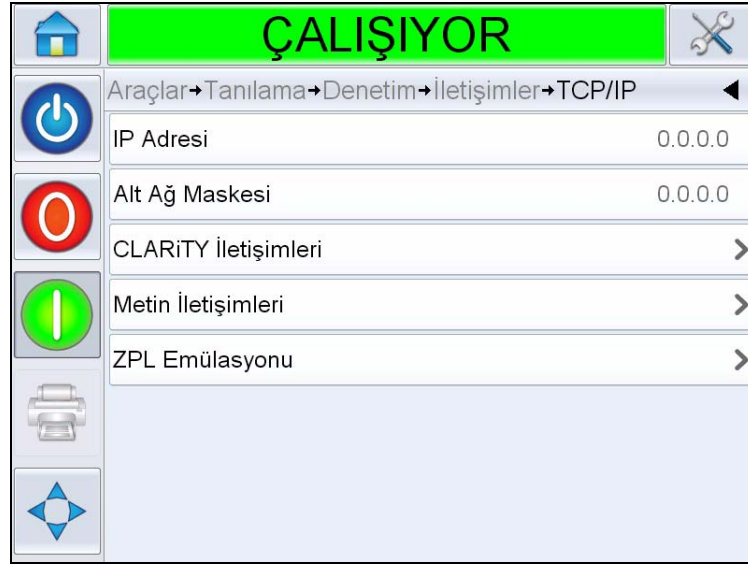 ÇALIŞIYOR
Araçlar→Tanılama→Denetim→İletişimler→TCP/IP
IP Adresi 0.0.0.0
Alt Ağ Maskesi 0.0.0.0
CLARiTY İletişimleri
Metin İletişimleri
ZPL Emülasyonu